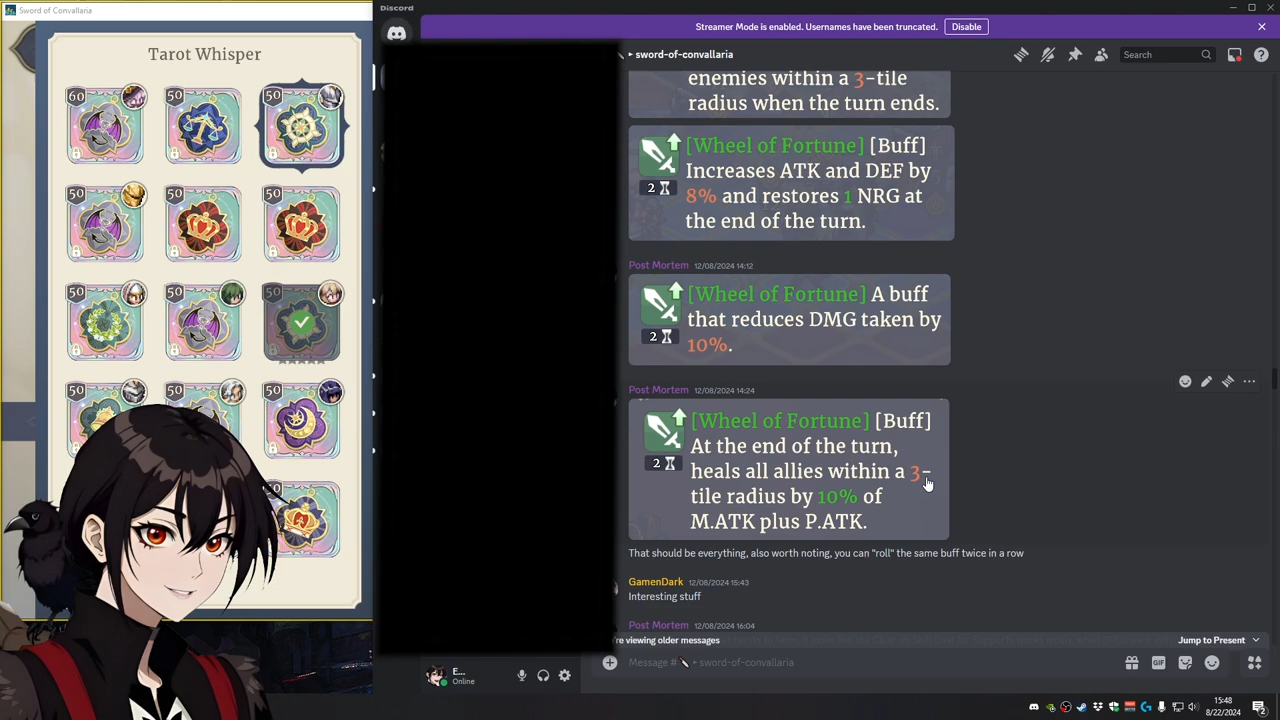 Sword of Convallaria
Tarot Whisper
60
50
50
50
50
50
50
50
50
50
50
50
Discord
Streamer Mode is enabled. Usernames have been truncated.
Disable
sword-of-convallaria
Search
enemies within a 3-tile
radius when the turn ends.
[Wheel of Fortune] [Buff]
Increases ATK and DEF by
8% and restores 1 NRG at
the end of the turn.
2
Post Mortem 12/08/2024 14:12
[Wheel of Fortune] A buff
that reduces DMG taken by
10%.
2
Post Mortem 12/08/2024 14:24
[Wheel of Fortune] [Buff]
At the end of the turn,
heals all allies within a 3-
tile radius by 10% of
M.ATK plus P.ATK.
2
That should be everything, also worth noting, you can "roll" the same buff twice in a row
GamenDark 12/08/2024 15:43
Interesting stuff
Post Mortem 12/08/2024 16:04
're viewing older messages
Jump to Present
Message #
sword-of-convallaria
GIF
E...
Online
15:48
8/22/2024